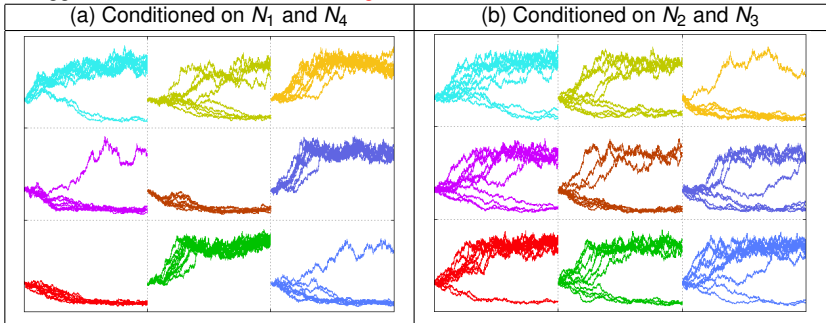 (a) Conditioned on N₁ and N₄
(b) Conditioned on N₂ and N₃